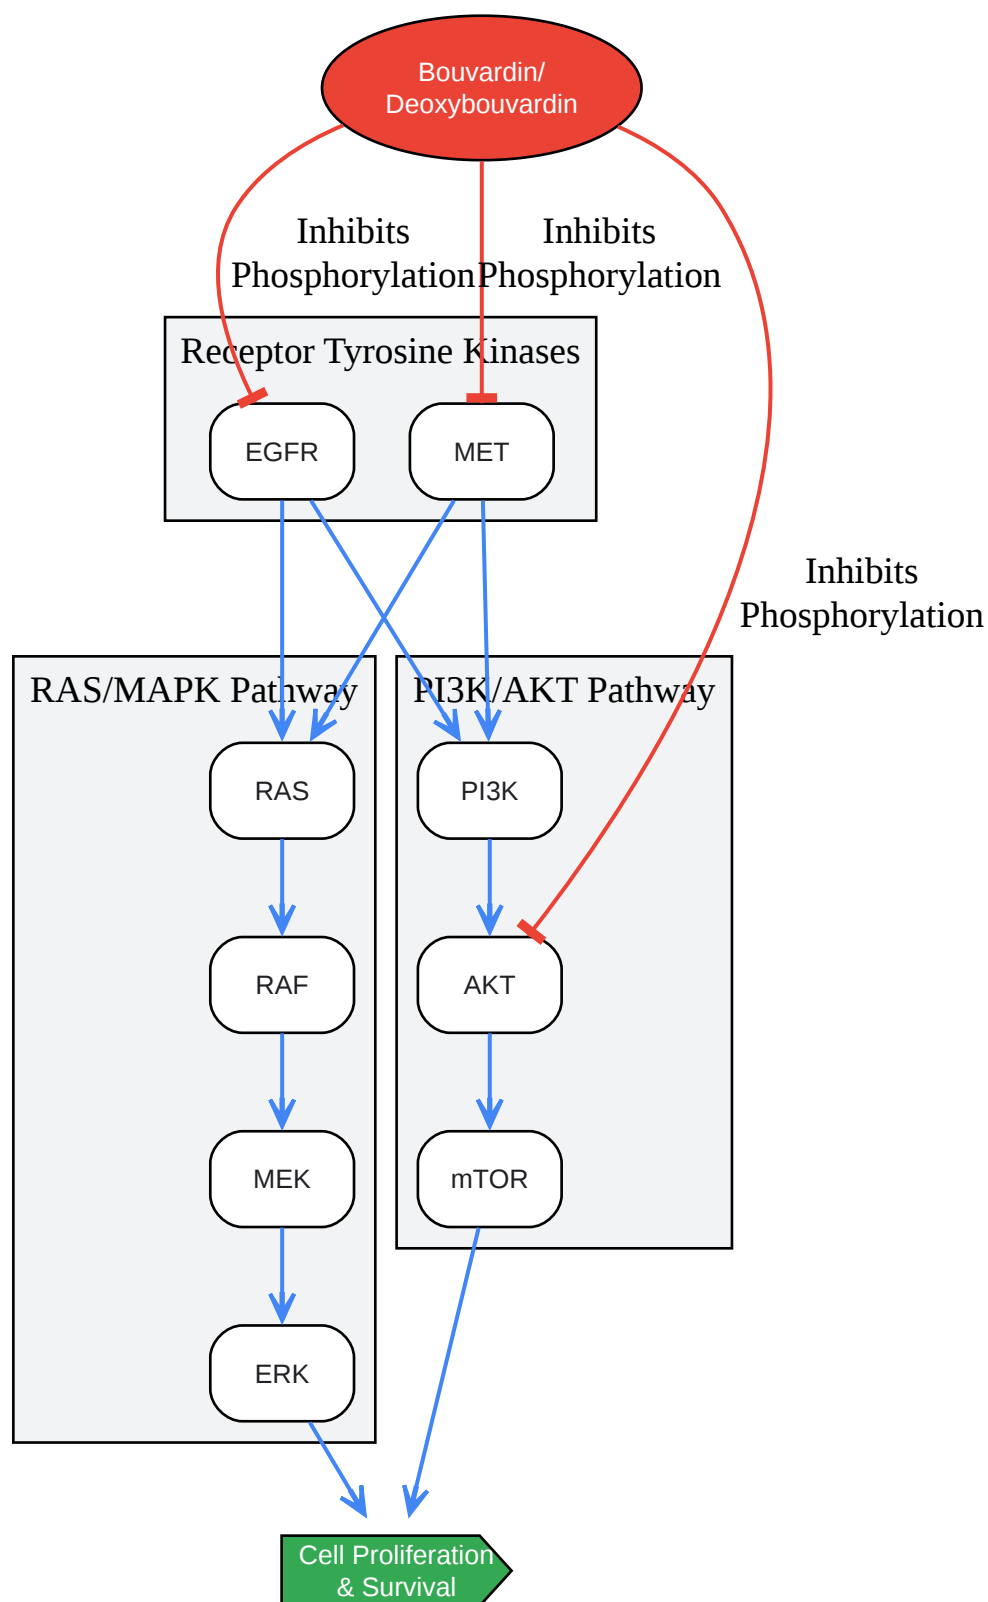 Bouvardin/
Deoxybouvardin
Inhibits
Phosphorylation
Inhibits
Phosphorylation
Receptor Tyrosine Kinases
EGFR
MET
Inhibits
Phosphorylation
RAS/MAPK Pathway
PI3K/AKT Pathway
RAS
PI3K
RAF
AKT
MEK
mTOR
ERK
Cell Proliferation
& Survival